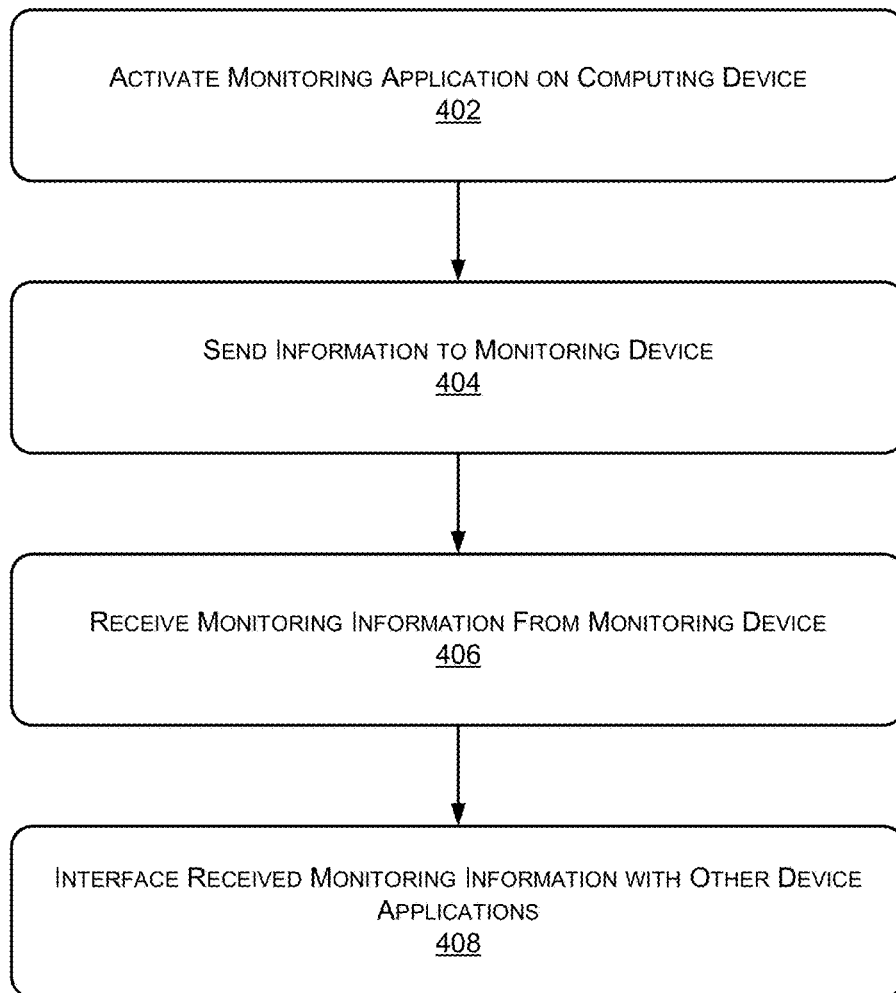 ACTIVATE MONITORING APPLICATION ON COMPUTING DEVICE
402
SEND INFORMATION TO MONITORING DEVICE
404
RECEIVE MONITORING INFORMATION FROM MONITORING DEVICE
406
INTERFACE RECEIVED MONITORING INFORMATION WITH OTHER DEVICE
APPLICATIONS
408